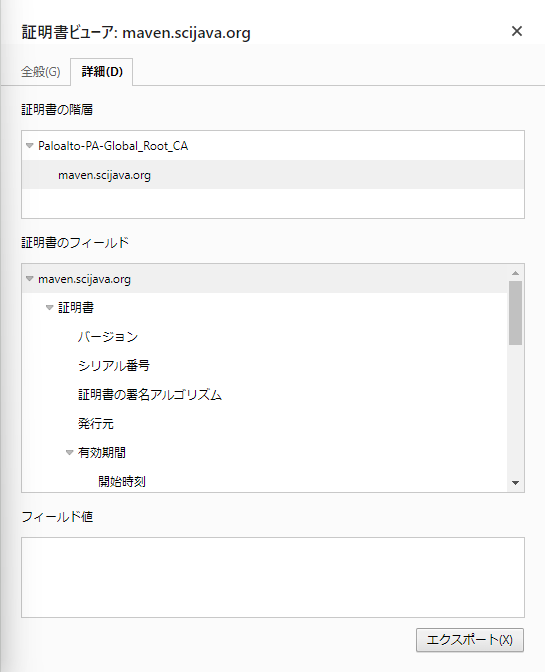 証明書ビューア: maven.scijava.org
全般(G)
詳細(D)
証明書の階層
Paloalto-PA-Global_Root_CA
maven.scijava.org
証明書のフィールド
maven.scijava.org
証明書
バージョン
シリアル番号
証明書の署名アルゴリズム
発行元
有効期間
開始時刻
フィールド値
エクスポート(X)